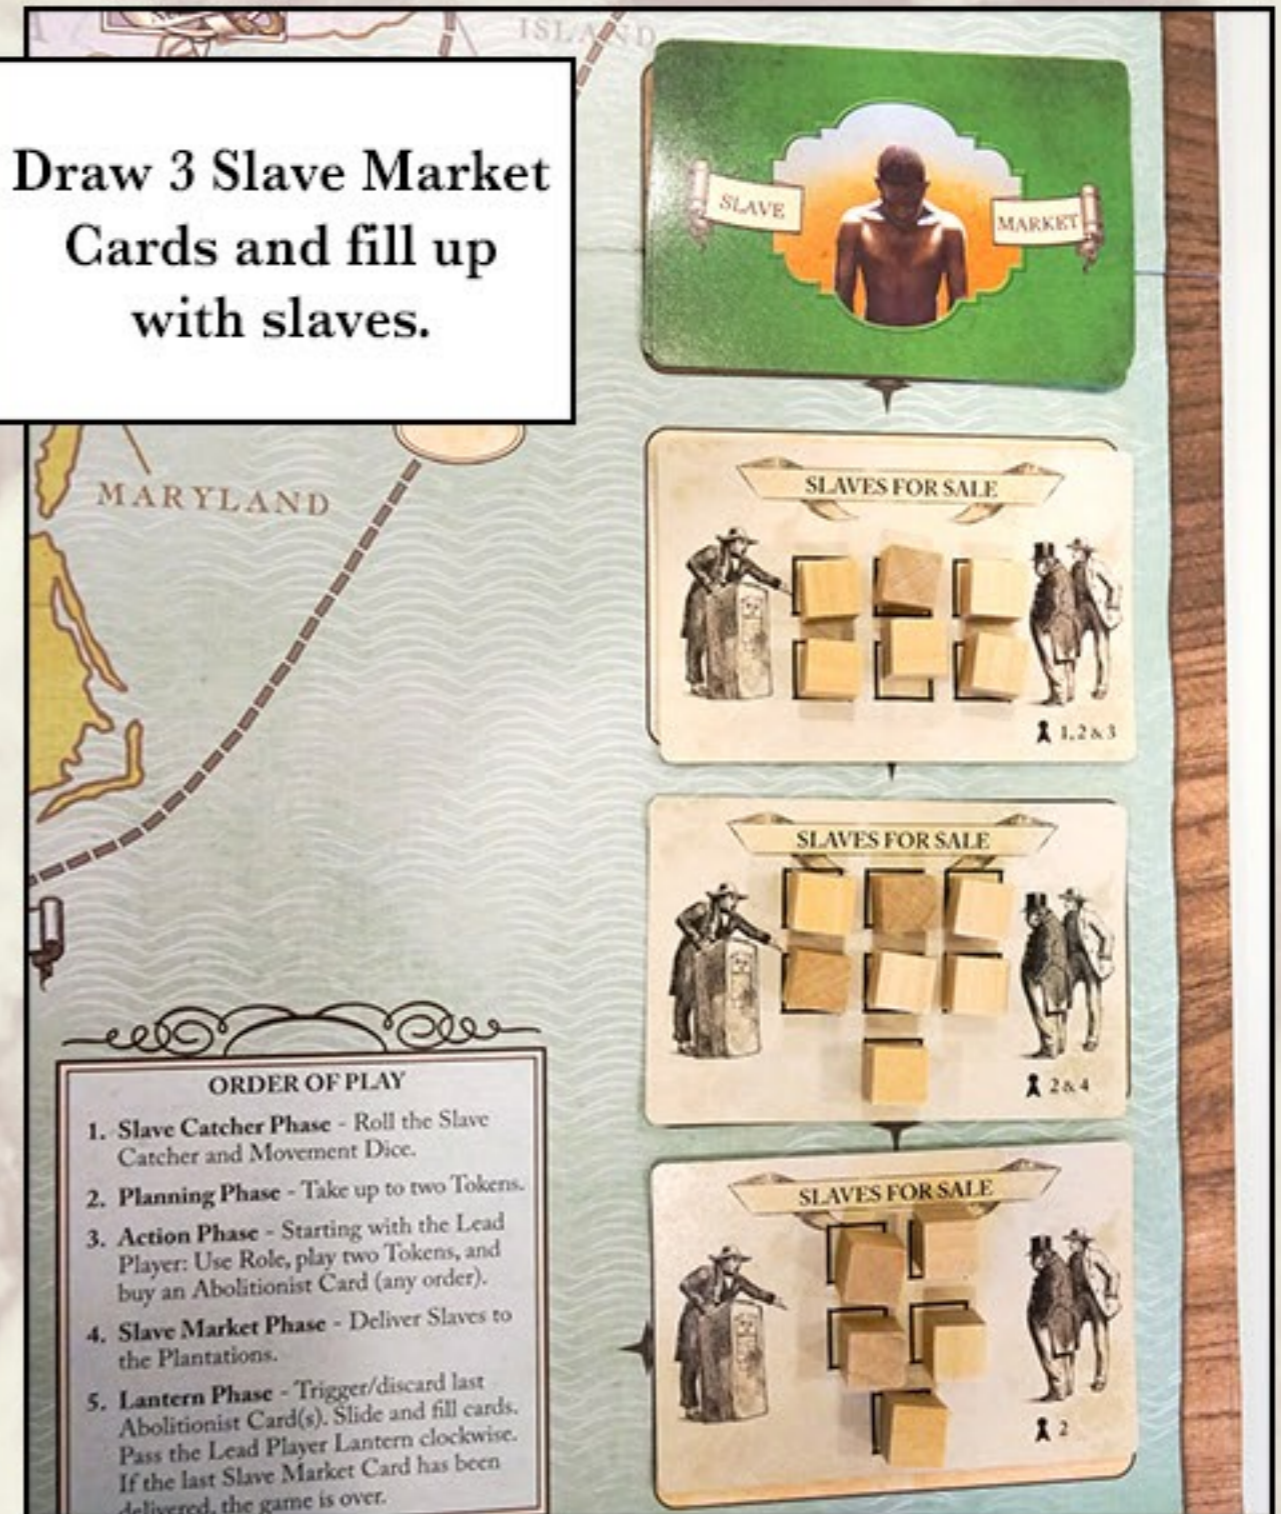 ISLAND
Draw 3 Slave Market
Cards and fill up
with slaves.
SLAVE
MARKET
MARYLAND
SLAVES FOR SALE
1, 2 & 3
SLAVES FOR SALE
2 & 4
SLAVES FOR SALE
2
ORDER OF PLAY
1. Slave Catcher Phase - Roll the Slave
Catcher and Movement Dice.
2. Planning Phase - Take up to two Tokens.
3. Action Phase - Starting with the Lead
Player: Use Role, play two Tokens, and
buy an Abolitionist Card (any order).
4. Slave Market Phase - Deliver Slaves to
the Plantations.
5. Lantern Phase - Trigger/discard last
Abolitionist Card(s). Slide and fill cards.
Pass the Lead Player Lantern clockwise.
If the last Slave Market Card has been
delivered, the game is over.